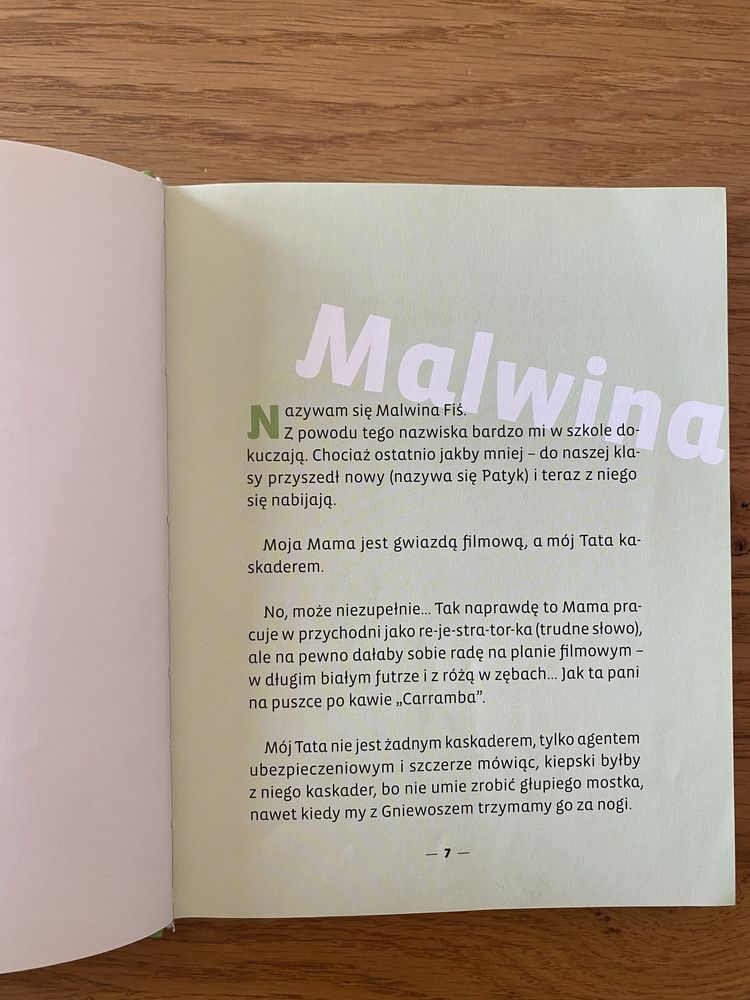 Malwina
Nazywam się Malwina Fiś.
Z powodu tego nazwiska bardzo mi w szkole do-
kuczają. Chociaż ostatnio jakby mniej – do naszej kla-
sy przyszedł nowy (nazywa się Patyk) i teraz z niego
się nabijają.
Moja Mama jest gwiazdą filmową, a mój Tata ka-
skaderem.
No, może niezupełnie... Tak naprawdę to Mama pra-
cuje w przychodni jako re-je-stra-tor-ka (trudne słowo),
ale na pewno dałaby sobie radę na planie filmowym –
w długim białym futrze i z różą w zębach... Jak ta pani
na puszce po kawie „Carramba”.
Mój Tata nie jest żadnym kaskaderem, tylko agentem
ubezpieczeniowym i szczerze mówiąc, kiepski byłby
z niego kaskader, bo nie umie zrobić głupiego mostka,
nawet kiedy my z Gniewoszem trzymamy go za nogi.
— 7 —